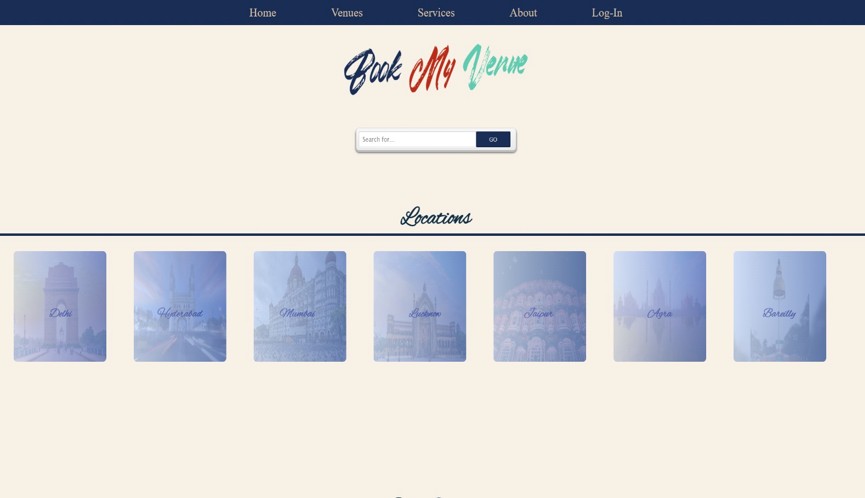 Home Venues Services About Log-In
Book My Venue
Search for... GO
Locations
Delhi Hyderabad Mumbai Lucknow Jaipur Agra Bareilly